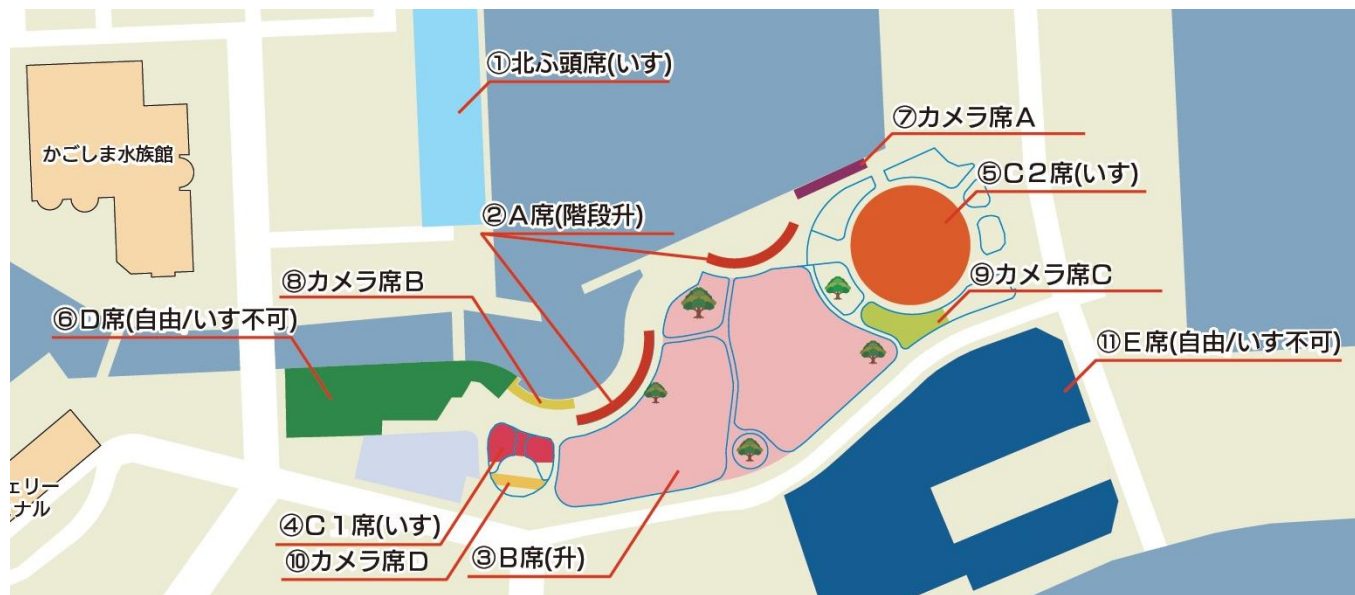 ①北ふ頭席(いす)
⑦カメラ席A
かごしま水族館
⑤C2席(いす)
②A席(階段升)
⑧カメラ席B
⑨カメラ席C
⑥D席(自由/いす不可)
⑪E席(自由/いす不可)
ェリー
ナル
④C1席(いす)
⑩カメラ席D
③B席(升)